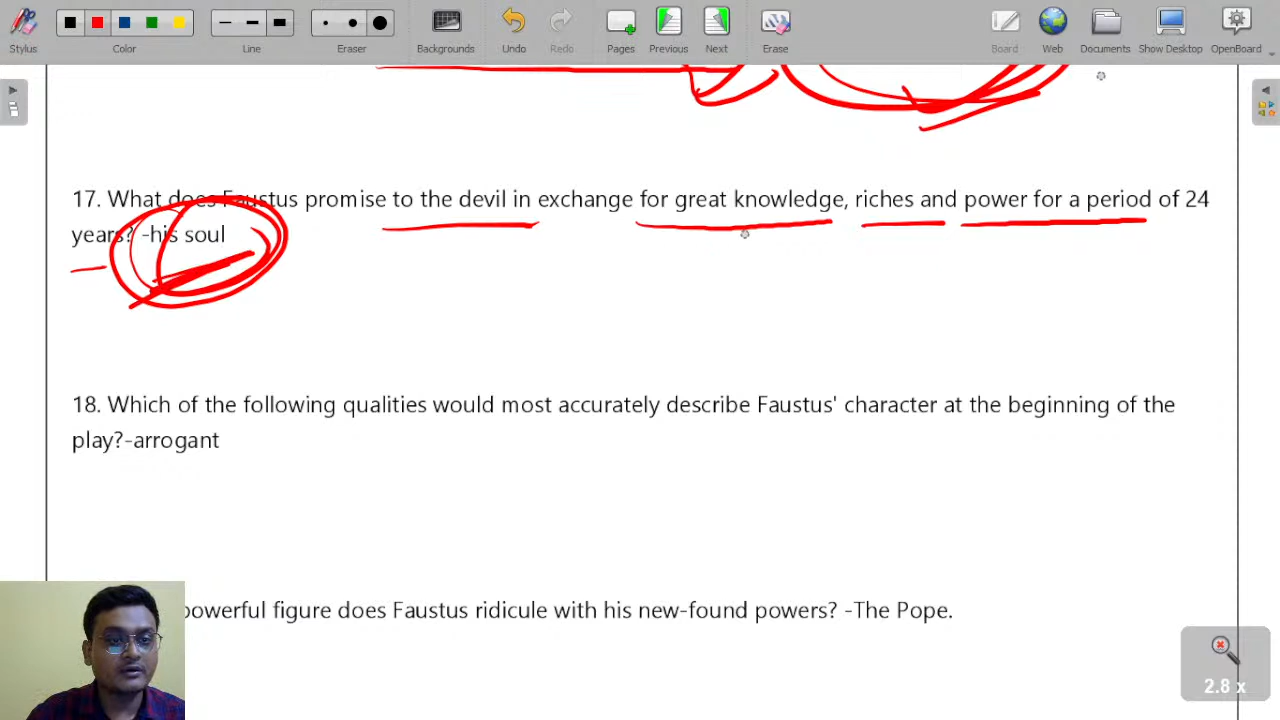 Stylus
Color
Line
Eraser
Backgrounds
Undo
Redo
Pages
Previous
Next
Erase
Board
Web
Documents
Show Desktop
OpenBoard
17. What does Faustus promise to the devil in exchange for great knowledge, riches and power for a period of 24
years? -his soul
18. Which of the following qualities would most accurately describe Faustus' character at the beginning of the
play?-arrogant
powerful figure does Faustus ridicule with his new-found powers? -The Pope.
2.8 x